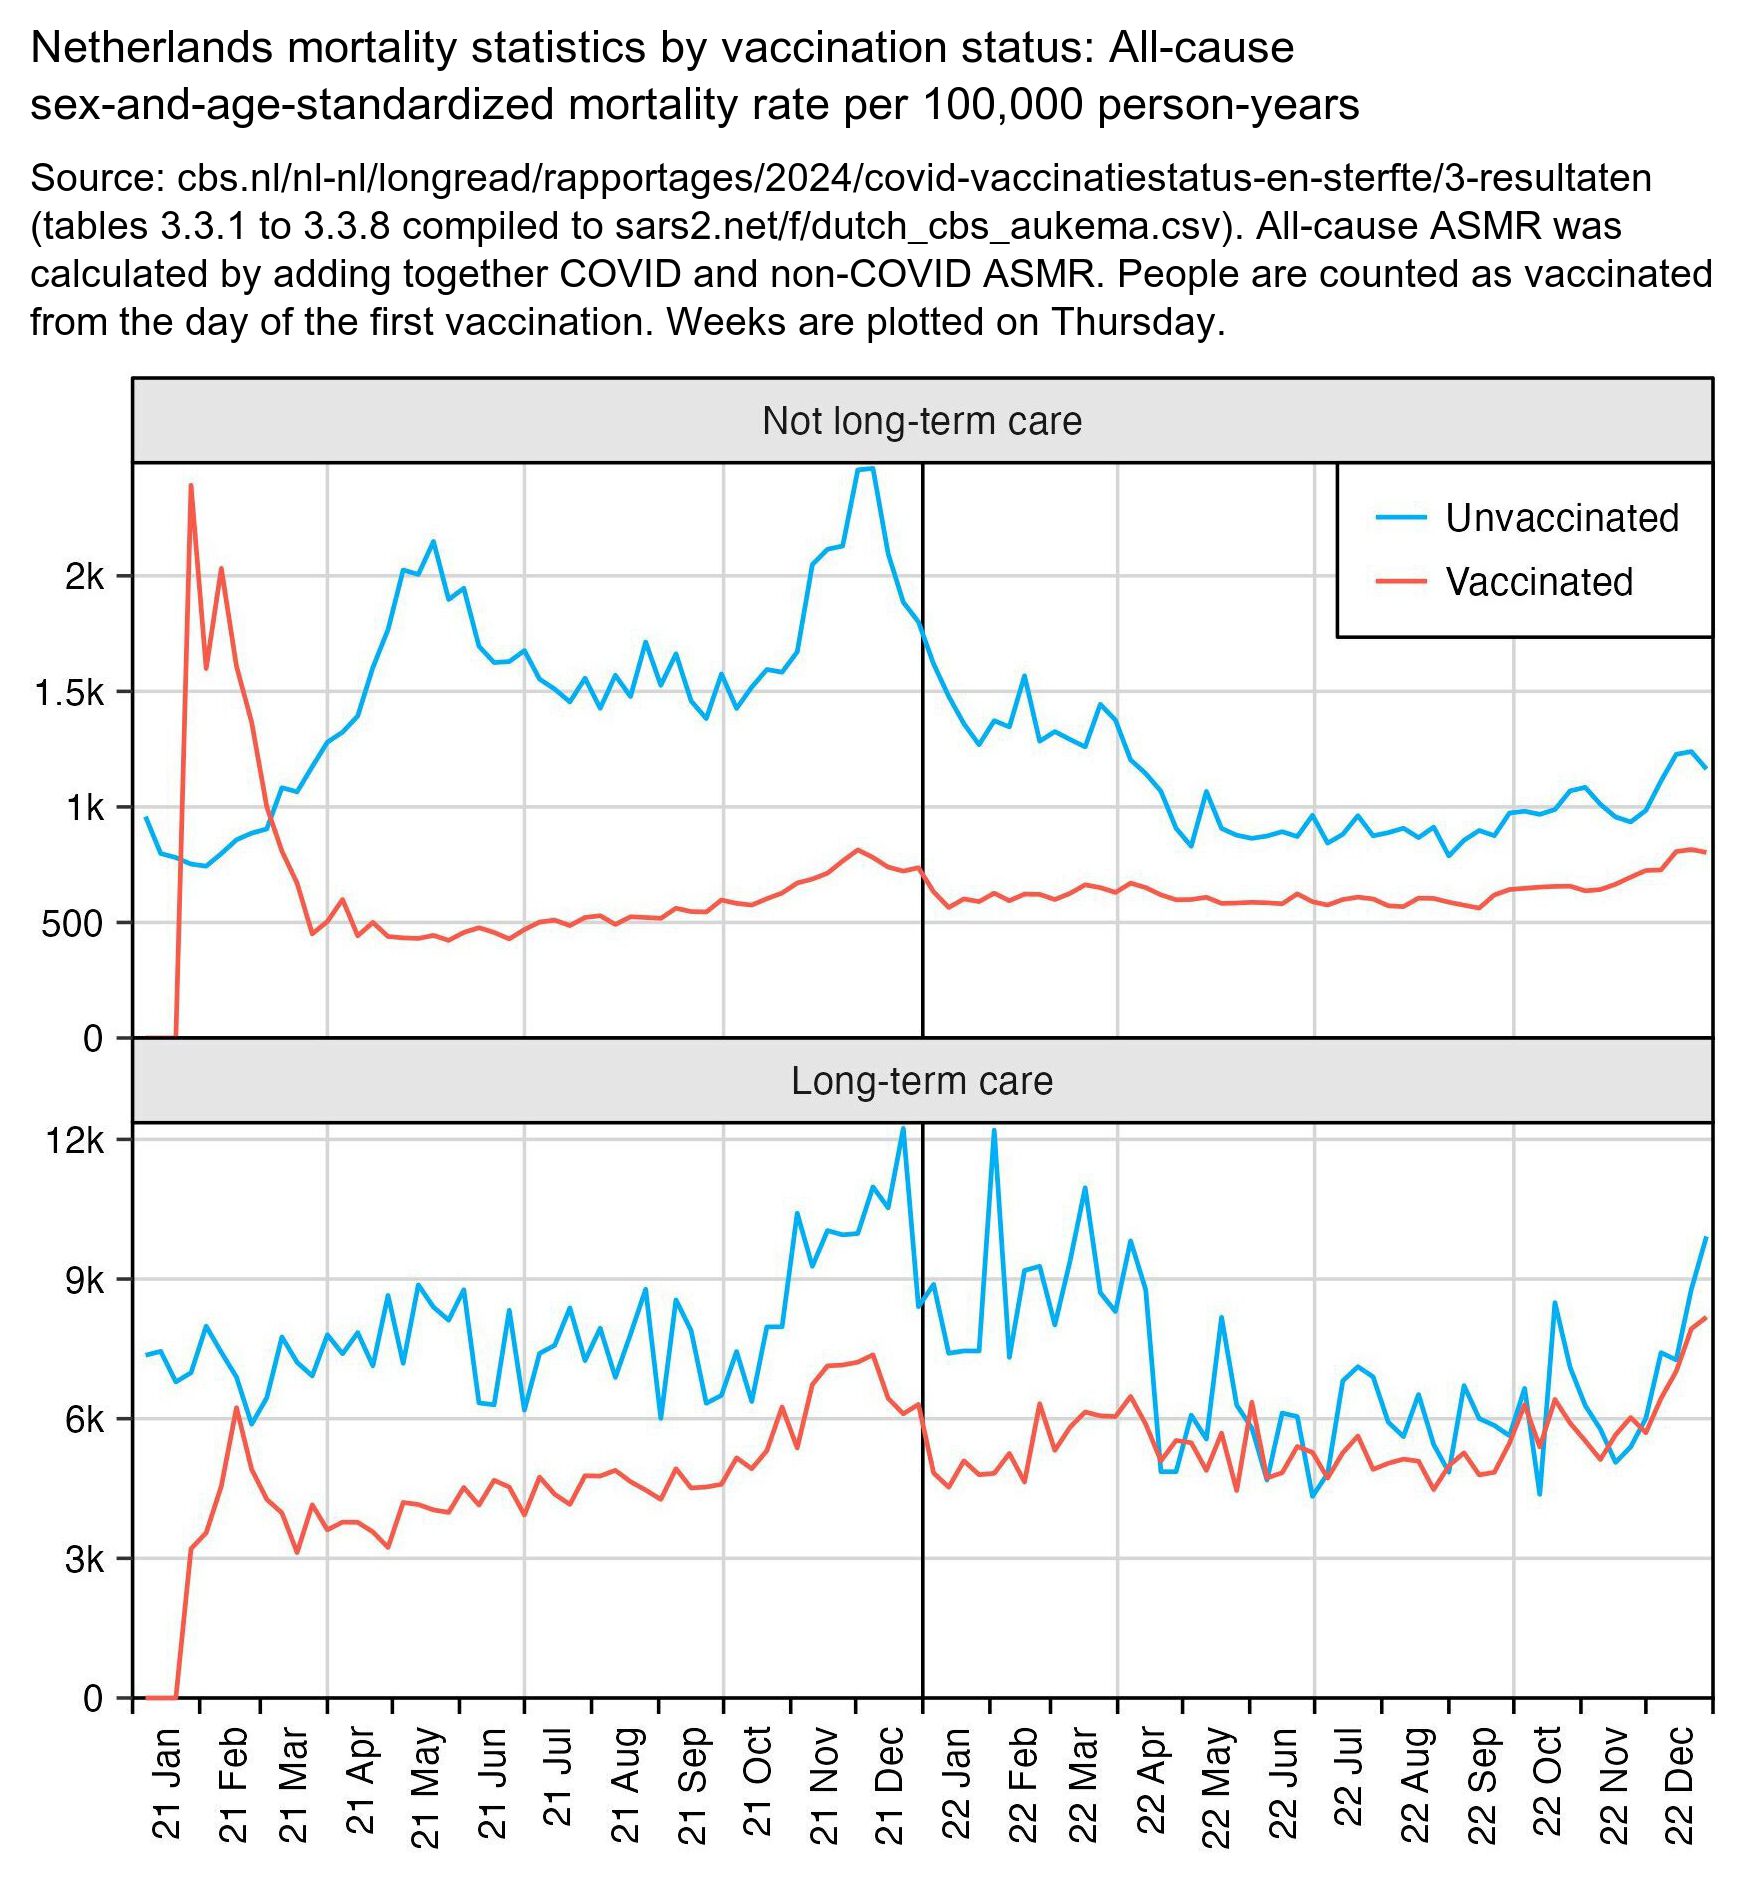 Netherlands mortality statistics by vaccination status: All-cause
sex-and-age-standardized mortality rate per 100,000 person-years
Source: cbs.nl/nl-nl/longread/rapportages/2024/covid-vaccinatiestatus-en-sterfte/3-resultaten
(tables 3.3.1 to 3.3.8 compiled to sars2.net/f/dutch_cbs_aukema.csv). All-cause ASMR was
calculated by adding together COVID and non-COVID ASMR. People are counted as vaccinated
from the day of the first vaccination. Weeks are plotted on Thursday.
Not long-term care
Unvaccinated
Vaccinated
2k
1.5k
1k
500
0
Long-term care
12k
9k
6k
3k
0
21 Jan
21 Feb
21 Mar
21 Apr
21 May
21 Jun
21 Jul
21 Aug
21 Sep
21 Oct
21 Nov
21 Dec
22 Jan
22 Feb
22 Mar
22 Apr
22 May
22 Jun
22 Jul
22 Aug
22 Sep
22 Oct
22 Nov
22 Dec